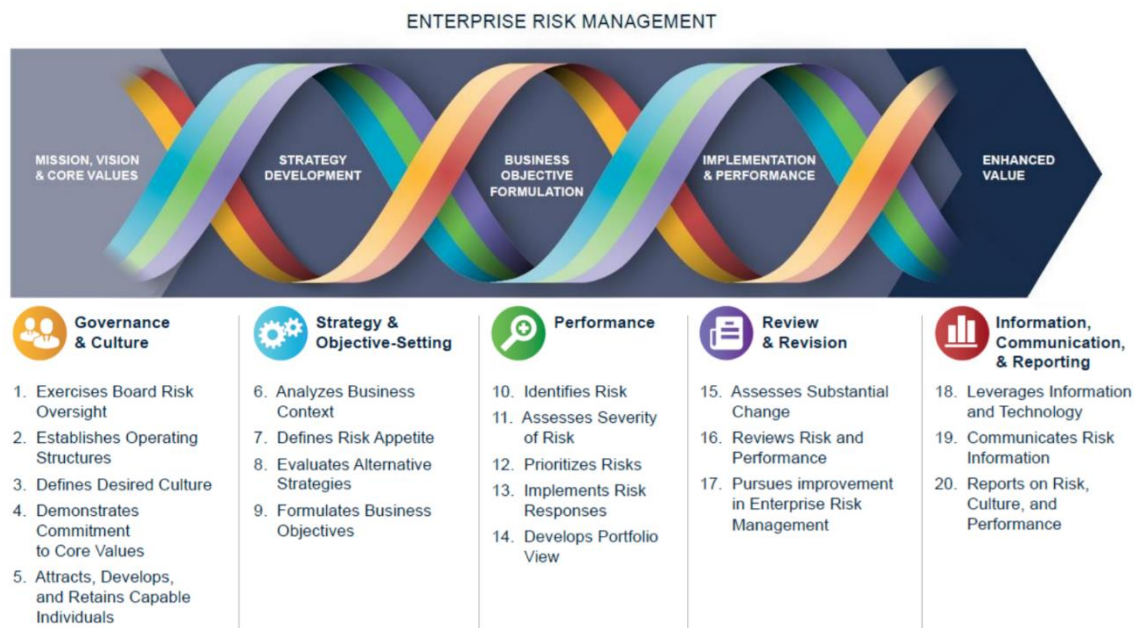 ENTERPRISE RISK MANAGEMENT
MISSION, VISION
& CORE VALUES
STRATEGY
DEVELOPMENT
BUSINESS
OBJECTIVE
FORMULATION
IMPLEMENTATION
& PERFORMANCE
ENHANCED
VALUE
Governance
& Culture
1. Exercises Board Risk
Oversight
2. Establishes Operating
Structures
3. Defines Desired Culture
4. Demonstrates
Commitment
to Core Values
5. Attracts, Develops,
and Retains Capable
Individuals
Strategy &
Objective-Setting
6. Analyzes Business
Context
7. Defines Risk Appetite
8. Evaluates Alternative
Strategies
9. Formulates Business
Objectives
Performance
10. Identifies Risk
11. Assesses Severity
of Risk
12. Prioritizes Risks
13. Implements Risk
Responses
14. Develops Portfolio
View
Review
& Revision
15. Assesses Substantial
Change
16. Reviews Risk and
Performance
17. Pursues improvement
in Enterprise Risk
Management
Information,
Communication,
& Reporting
18. Leverages Information
and Technology
19. Communicates Risk
Information
20. Reports on Risk,
Culture, and
Performance